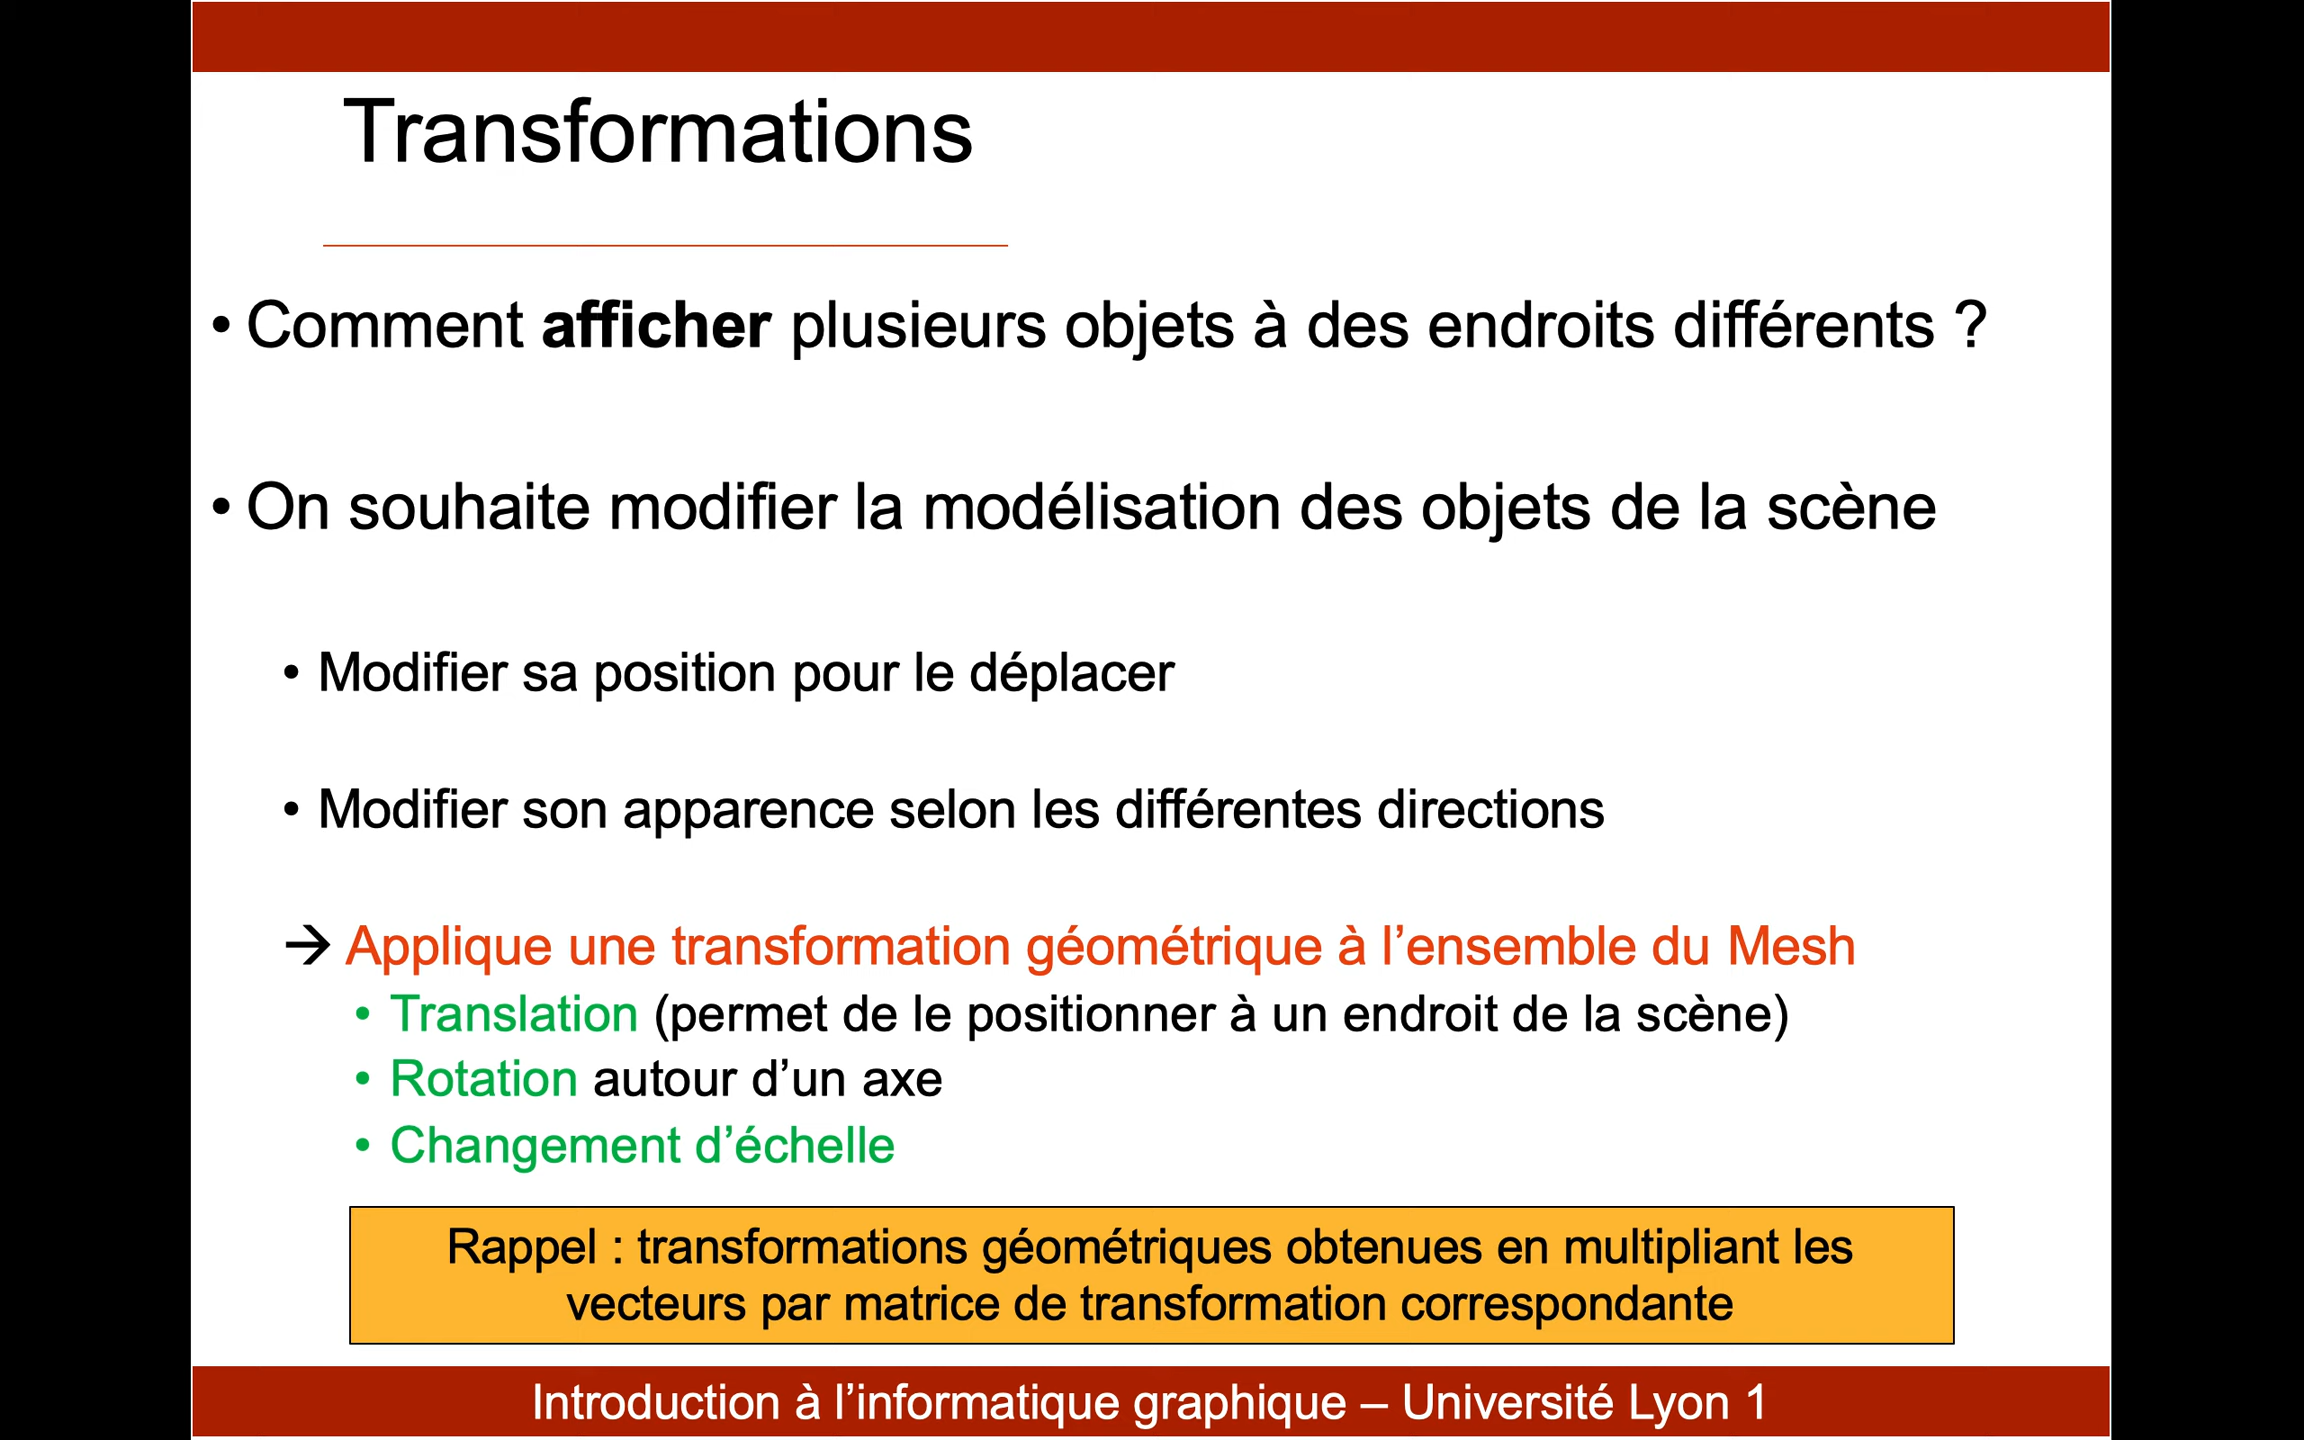 Transformations
• Comment afficher plusieurs objets à des endroits différents ?
• On souhaite modifier la modélisation des objets de la scène
• Modifier sa position pour le déplacer
• Modifier son apparence selon les différentes directions
→ Applique une transformation géométrique à l’ensemble du Mesh
• Translation (permet de le positionner à un endroit de la scène)
• Rotation autour d’un axe
• Changement d’échelle
Rappel : transformations géométriques obtenues en multipliant les
vecteurs par matrice de transformation correspondante
Introduction à l’informatique graphique – Université Lyon 1